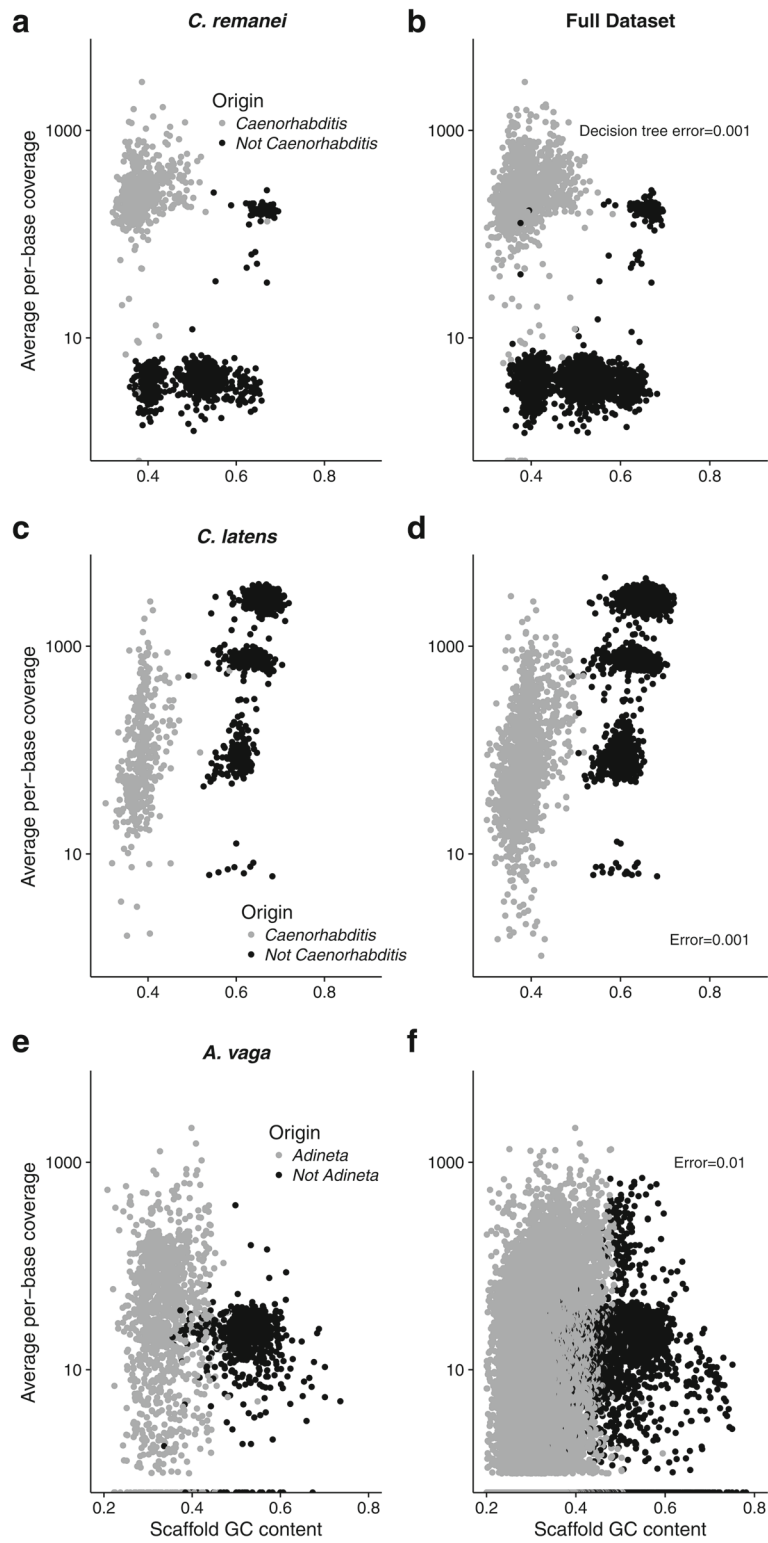 a
C. remanei
b
Full Dataset
Origin
Caenorhabditis
Not Caenorhabditis
Decision tree error=0.001
Average per−base coverage
1000
10
0.4
0.6
0.8
1000
10
0.4
0.6
0.8
c
C. latens
d
Average per−base coverage
1000
10
Origin
Caenorhabditis
Not Caenorhabditis
0.4
0.6
0.8
1000
10
Error=0.001
0.4
0.6
0.8
e
A. vaga
f
Origin
Adineta
Not Adineta
Average per−base coverage
1000
10
0.2
0.4
0.6
0.8
Scaffold GC content
Error=0.01
1000
10
0.2
0.4
0.6
0.8
Scaffold GC content